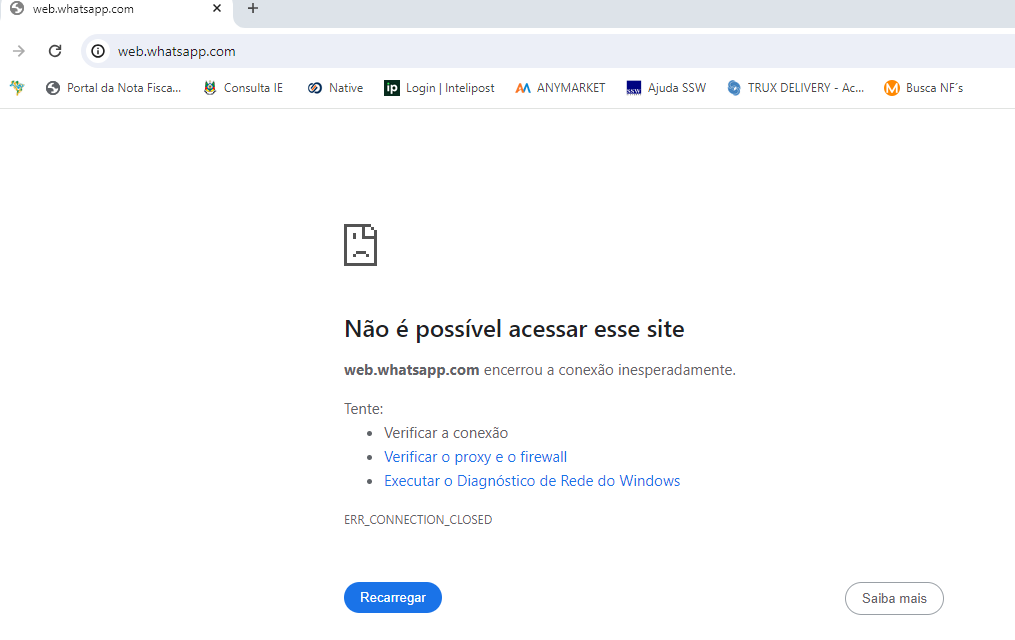 web.whatsapp.com
web.whatsapp.com
Portal da Nota Fisca... Consulta IE Native ip Login | Intelipost ANYMARKET SSW Ajuda SSW TRUX DELIVERY - Ac... Busca NF´s
Não é possível acessar esse site
web.whatsapp.com encerrou a conexão inesperadamente.
Tente:
• Verificar a conexão
• Verificar o proxy e o firewall
• Executar o Diagnóstico de Rede do Windows
ERR_CONNECTION_CLOSED
Recarregar Saiba mais